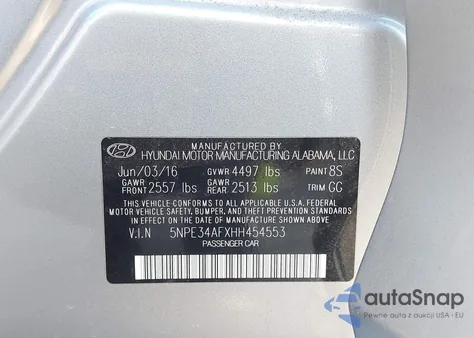 MANUFACTURED BY
HYUNDAI MOTOR MANUFACTURING ALABAMA, LLC
Jun/03/16 GVWR 4497 lbs PAINT 8S
GAWR FRONT 2557 lbs GAWR REAR 2513 lbs TRIM GG
THIS VEHICLE CONFORMS TO ALL APPLICABLE U.S.A. FEDERAL
MOTOR VEHICLE SAFETY, BUMPER, AND THEFT PREVENTION STANDARDS
IN EFFECT ON THE DATE OF MANUFACTURE SHOWN ABOVE.
V.I.N 5NPE34AFXHH454553
PASSENGER CAR
autoSnap
Pewne auta z aukcji USA - EU